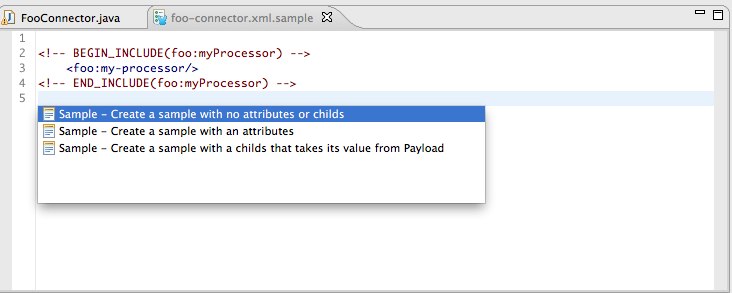 FooConnector.java foo-connector.xml.sample
1
2 <!-- BEGIN_INCLUDE(foo:myProcessor) -->
3 <foo:my-processor/>
4 <!-- END_INCLUDE(foo:myProcessor) -->
5
Sample – Create a sample with no attributes or childs
Sample – Create a sample with an attributes
Sample – Create a sample with a childs that takes its value from Payload